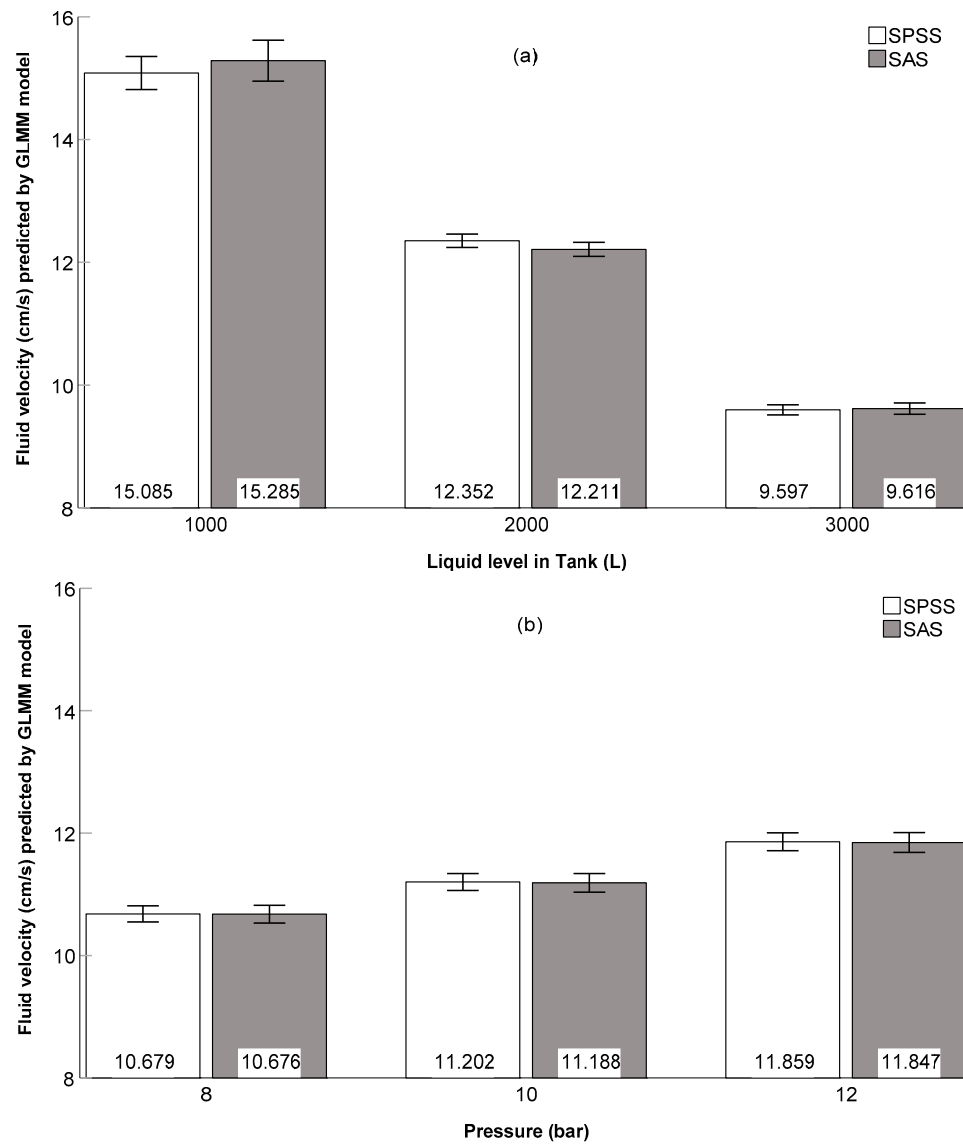 16
14
12
10
8
Fluid velocity (cm/s) predicted by GLMM model
(a)
SPSS
SAS
15.085
15.285
12.352
12.211
9.597
9.616
1000
2000
3000
Liquid level in Tank (L)
16
14
12
10
8
Fluid velocity (cm/s) predicted by GLMM model
(b)
SPSS
SAS
10.679
10.676
11.202
11.188
11.859
11.847
8
10
12
Pressure (bar)